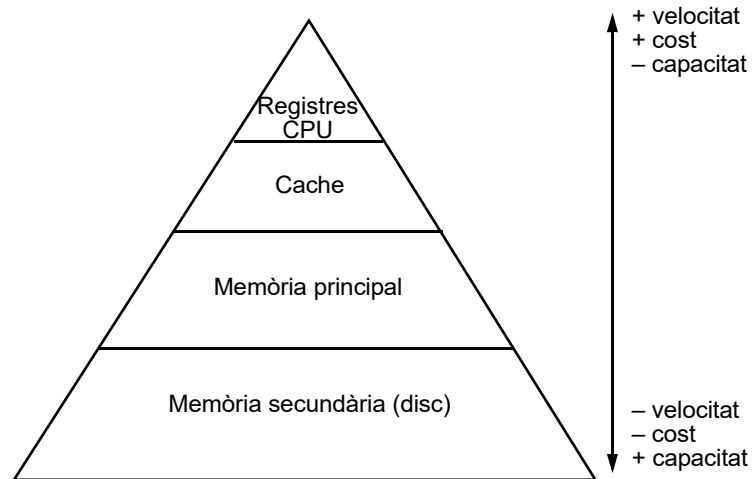 + velocitat
+ cost
– capacitat
Registres
CPU
Cache
Memòria principal
Memòria secundària (disc)
– velocitat
– cost
+ capacitat